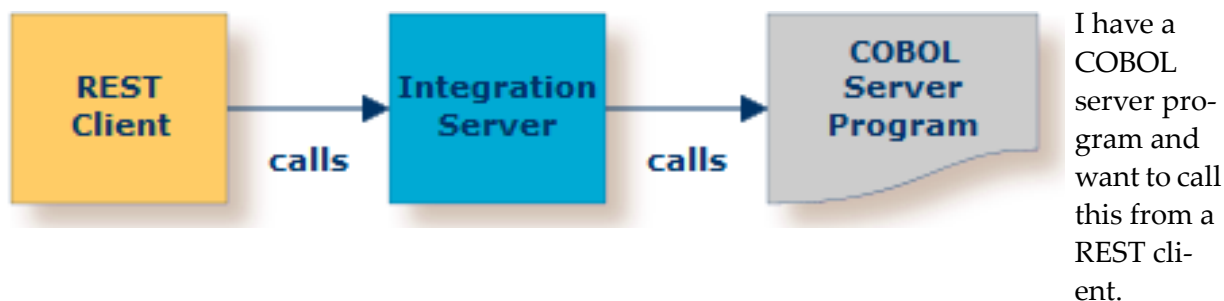 REST
Client
calls
Integration
Server
calls
COBOL
Server
Program
I have a
COBOL
server pro-
gram and
want to call
this from a
REST cli-
ent.